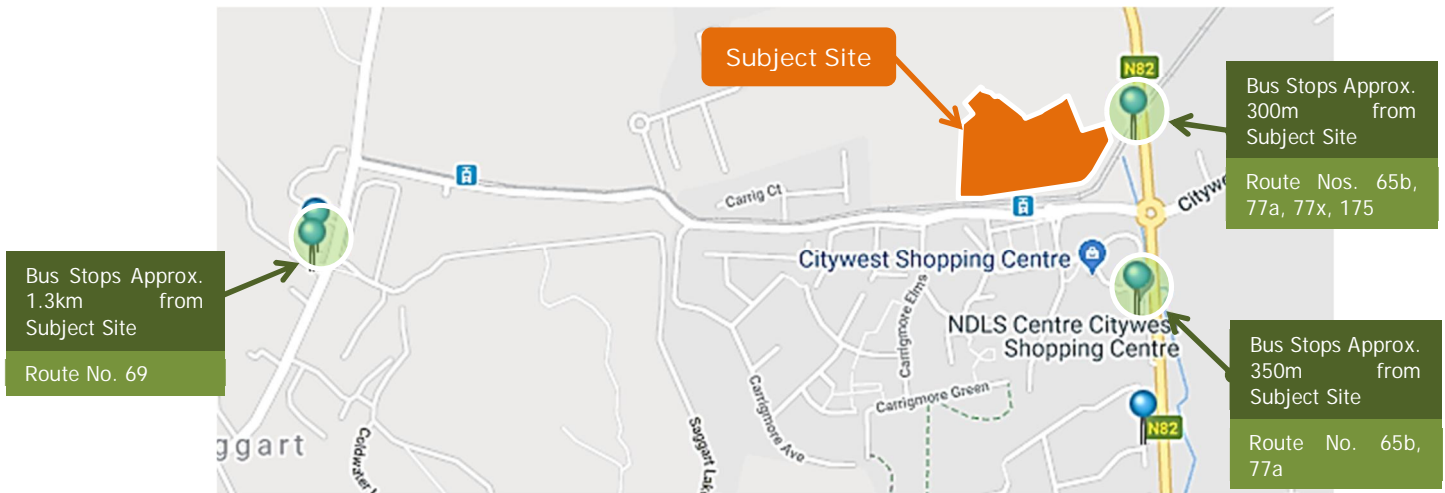 Subject Site
N82
Bus Stops Approx.
300m from
Subject Site
Route Nos. 65b,
77a, 77x, 175
Carrig Ct
Cityw
Citywest Shopping Centre
Bus Stops Approx.
1.3km from
Subject Site
Route No. 69
Carrigmore Elms
NDLS Centre Citywest
Shopping Centre
Bus Stops Approx.
350m from
Subject Site
Route No. 65b,
77a
Carrigmore Green
Carrigmore Ave
N82
ggart
Coldwater
Saggart Lak